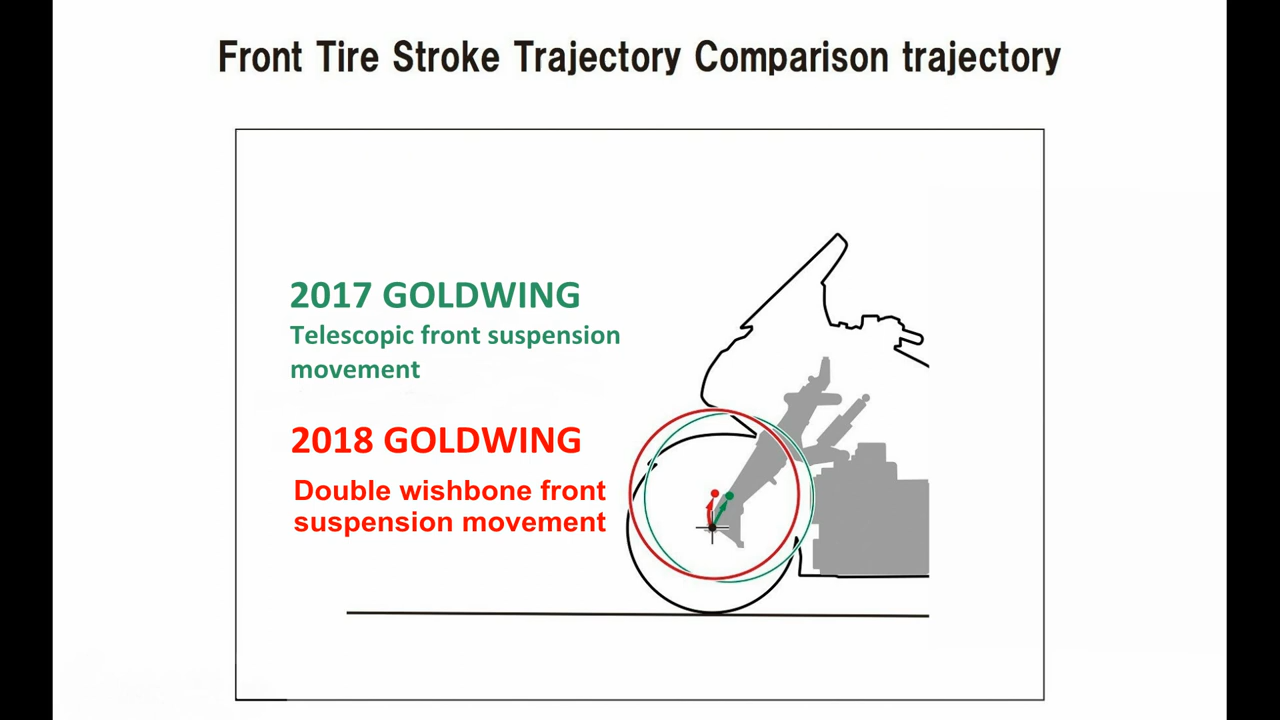 Front Tire Stroke Trajectory Comparison trajectory
2017 GOLDWING
Telescopic front suspension
movement
2018 GOLDWING
Double wishbone front
suspension movement